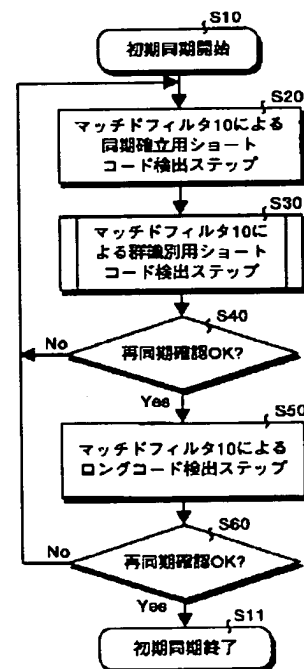 S10
初期同期開始
S20
マッチドフィルタ10による
同期確立用ショート
コード検出ステップ
S30
マッチドフィルタ10に
よる群識別用ショート
コード検出ステップ
S40
No
再同期確認OK?
Yes
S50
マッチドフィルタ10による
ロングコード検出ステップ
S60
No
再同期確認OK?
Yes
S11
初期同期終了